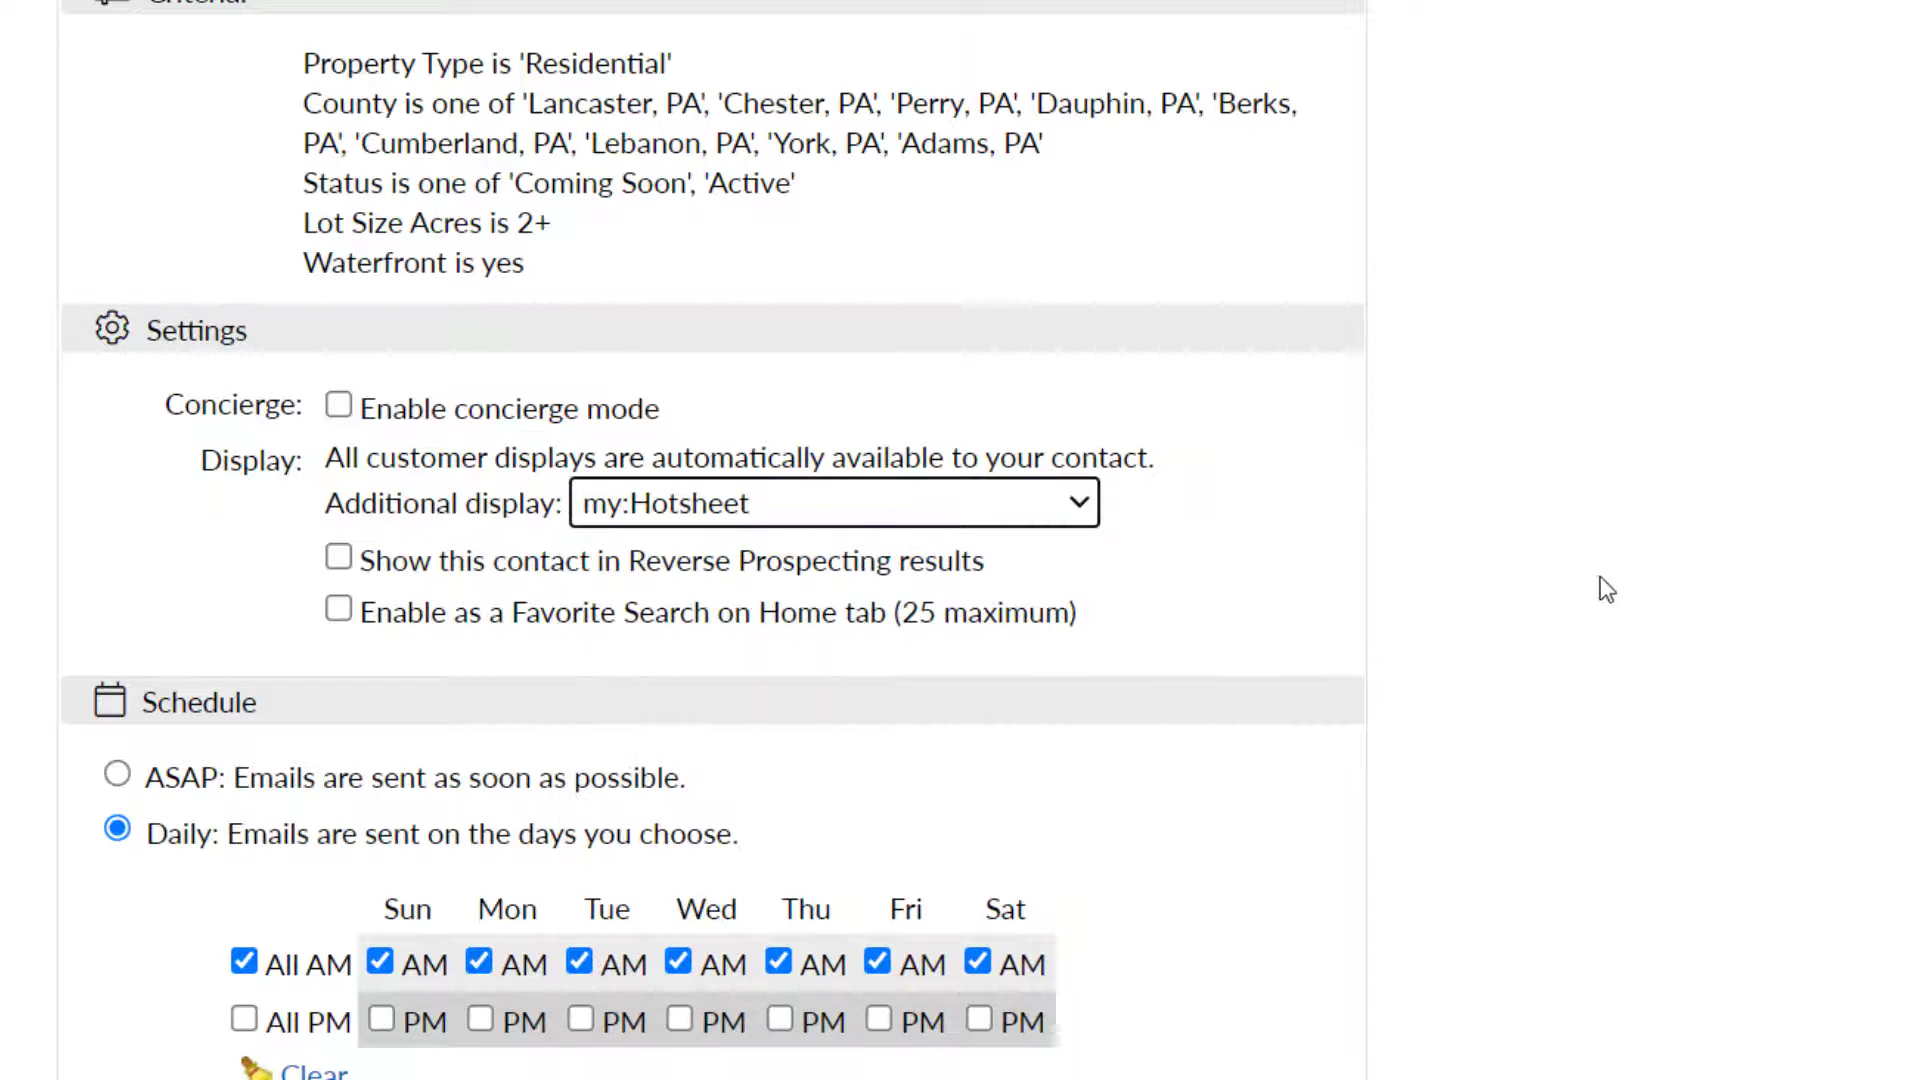 Criteria:
Property Type is 'Residential'
County is one of 'Lancaster, PA', 'Chester, PA', 'Perry, PA', 'Dauphin, PA', 'Berks,
PA', 'Cumberland, PA', 'Lebanon, PA', 'York, PA', 'Adams, PA'
Status is one of 'Coming Soon', 'Active'
Lot Size Acres is 2+
Waterfront is yes
Settings
Concierge: Enable concierge mode
Display: All customer displays are automatically available to your contact.
Additional display: my:Hotsheet
Show this contact in Reverse Prospecting results
Enable as a Favorite Search on Home tab (25 maximum)
Schedule
ASAP: Emails are sent as soon as possible.
Daily: Emails are sent on the days you choose.
Sun Mon Tue Wed Thu Fri Sat
All AM AM AM AM AM AM AM AM
All PM PM PM PM PM PM PM PM
Clear